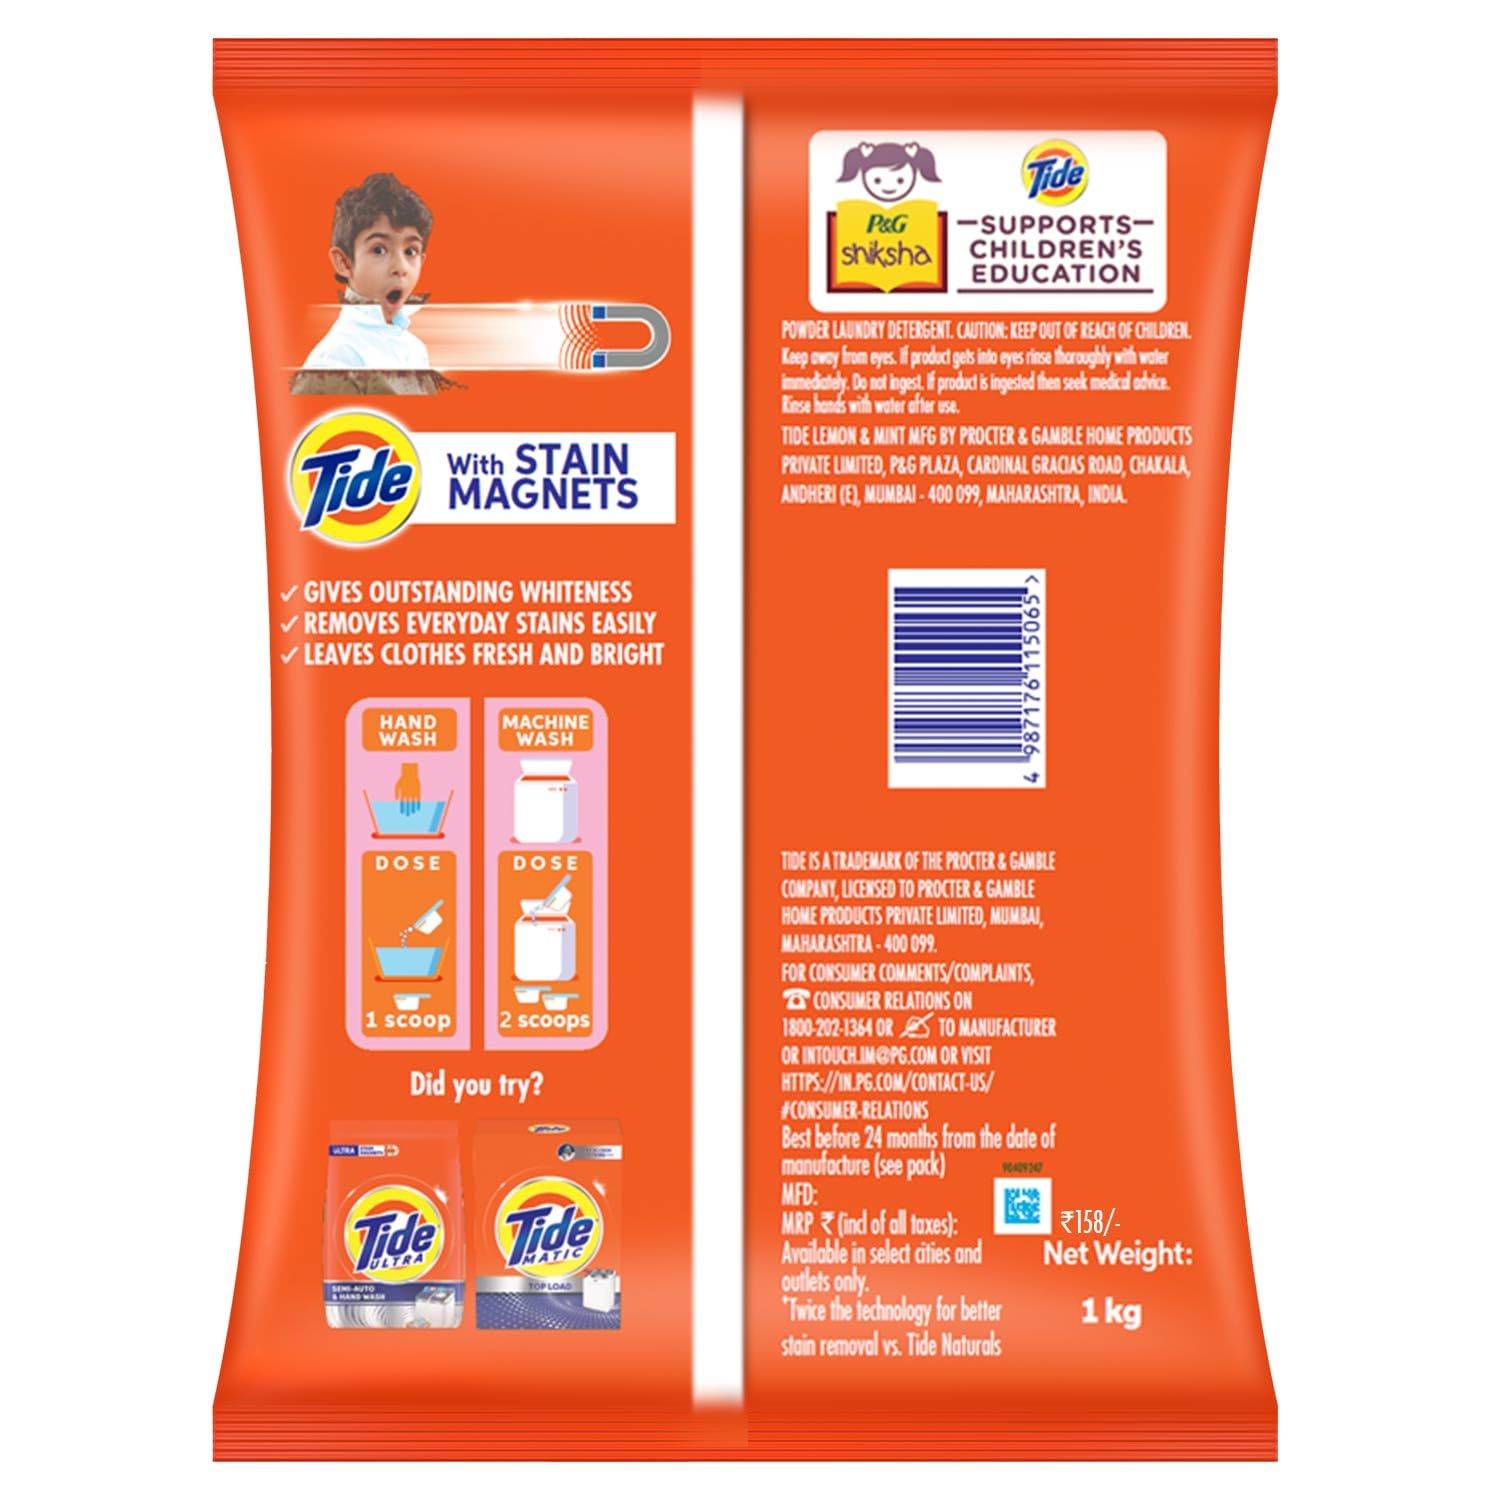 Tide
With STAIN
MAGNETS
GIVES OUTSTANDING WHITENESS
REMOVES EVERYDAY STAINS EASILY
LEAVES CLOTHES FRESH AND BRIGHT
HAND
WASH
DOSE
1 scoop
MACHINE
WASH
DOSE
2 scoops
Did you try?
ULTRA
Tide
ULTRA
SEMI-AUTO
& HAND WASH
Tide
MATIC
TOP LOAD
P&G
shiksha
Tide
SUPPORTS
CHILDREN'S
EDUCATION
POWDER LAUNDRY DETERGENT. CAUTION: KEEP OUT OF REACH OF CHILDREN.
Keep away from eyes. If product gets into eyes rinse thoroughly with water
immediately. Do not ingest. If product is ingested then seek medical advice.
Rinse hands with water after use.
TIDE LEMON & MINT MFG BY PROCTER & GAMBLE HOME PRODUCTS
PRIVATE LIMITED, P&G PLAZA, CARDINAL GRACIAS ROAD, CHAKALA,
ANDHERI (E), MUMBAI - 400 099, MAHARASHTRA, INDIA.
4 987176 115065 >
TIDE IS A TRADEMARK OF THE PROCTER & GAMBLE
COMPANY, LICENSED TO PROCTER & GAMBLE
HOME PRODUCTS PRIVATE LIMITED, MUMBAI,
MAHARASHTRA - 400 099.
FOR CONSUMER COMMENTS/COMPLAINTS,
☎ CONSUMER RELATIONS ON
1800-202-1364 OR ✍ TO MANUFACTURER
OR INTOUCH.IM@PG.COM OR VISIT
HTTPS://IN.PG.COM/CONTACT-US/
#CONSUMER-RELATIONS
Best before 24 months from the date of
manufacture (see pack)
90409247
MFD:
MRP ₹ (incl of all taxes): ₹158/-
Available in select cities and
outlets only.
*Twice the technology for better
stain removal vs. Tide Naturals
Net Weight:
1 kg